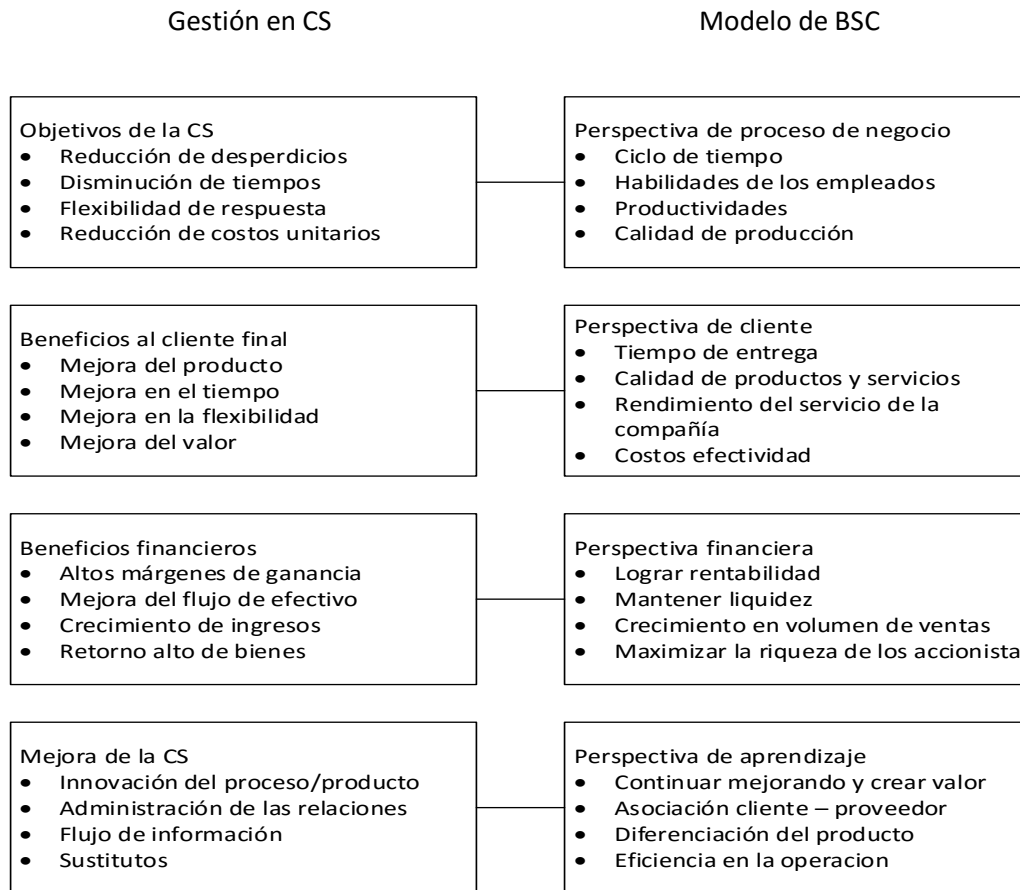 Gestión en CS
Modelo de BSC
Objetivos de la CS
• Reducción de desperdicios
• Disminución de tiempos
• Flexibilidad de respuesta
• Reducción de costos unitarios
Perspectiva de proceso de negocio
• Ciclo de tiempo
• Habilidades de los empleados
• Productividades
• Calidad de producción
Beneficios al cliente final
• Mejora del producto
• Mejora en el tiempo
• Mejora en la flexibilidad
• Mejora del valor
Perspectiva de cliente
• Tiempo de entrega
• Calidad de productos y servicios
• Rendimiento del servicio de la
compañía
• Costos efectividad
Beneficios financieros
• Altos márgenes de ganancia
• Mejora del flujo de efectivo
• Crecimiento de ingresos
• Retorno alto de bienes
Perspectiva financiera
• Lograr rentabilidad
• Mantener liquidez
• Crecimiento en volumen de ventas
• Maximizar la riqueza de los accionista
Mejora de la CS
• Innovación del proceso/producto
• Administración de las relaciones
• Flujo de información
• Sustitutos
Perspectiva de aprendizaje
• Continuar mejorando y crear valor
• Asociación cliente – proveedor
• Diferenciación del producto
• Eficiencia en la operacion